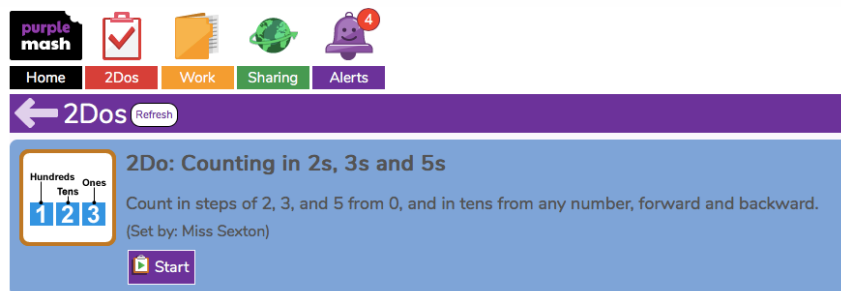 purple
mash
4
Home
2Dos
Work
Sharing
Alerts
2Dos
Refresh
2Do: Counting in 2s, 3s and 5s
Hundreds
Tens
Ones
1 2 3
Count in steps of 2, 3, and 5 from 0, and in tens from any number, forward and backward.
(Set by: Miss Sexton)
Start